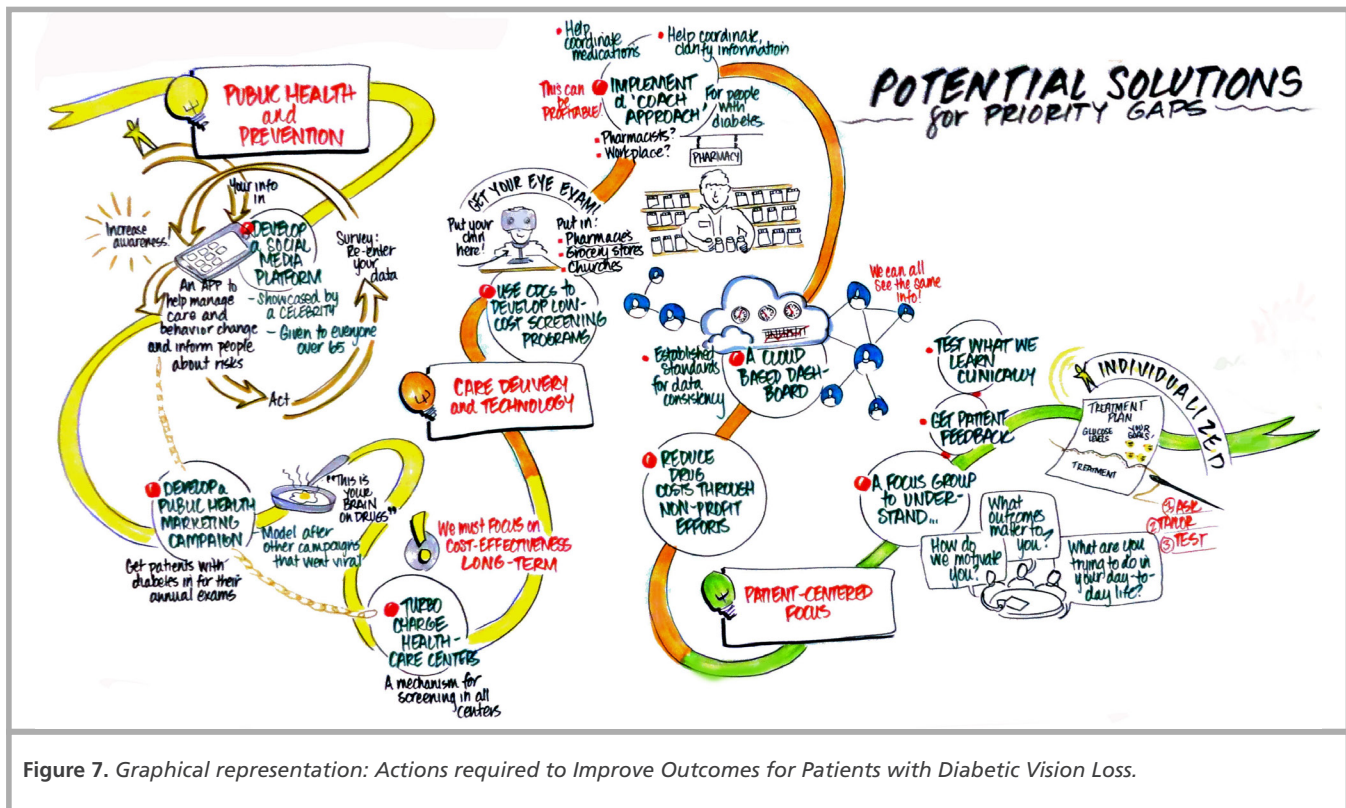 POTENTIAL SOLUTIONS
for PRIORITY GAPS
PUBLIC HEALTH
and
PREVENTION
Your info
in
Increase
awareness!
DEVELOP
a SOCIAL
MEDIA
PLATFORM
- Showcased by
a CELEBRITY
- Given to everyone
over 65
Survey:
Re-enter
your
data
An APP to
help manage
care and
behavior change
and inform people
about risks
Act
DEVELOP a
PUBLIC HEALTH
MARKETING
CAMPAIGN
Get patients with
diabetes in for their
annual exams
"THIS IS
YOUR
BRAIN
ON DRUGS"
Model after
other campaigns
that went viral
We must FOCUS on
COST-EFFECTIVENESS
LONG-TERM
TURBO
CHARGE
HEALTH-
CARE CENTERS
A mechanism for
screening in all
centers
CARE DELIVERY
and TECHNOLOGY
GET YOUR EYE EXAM!
Put your
chin
here!
Put in:
Pharmacies
Grocery stores
Churches
USE CDCs to
DEVELOP LOW-
COST SCREENING
PROGRAMS
Help
coordinate
medications
Help coordinate,
clarify information
This can
be
PROFITABLE!
IMPLEMENT
a 'COACH
APPROACH'
For people
with
diabetes
Pharmacists?
Workplace?
PHARMACY
We can all
see the same
info!
Established
standards
for data
consistency
A CLOUD
BASED DASH-
BOARD
REDUCE
DRUG
COSTS THROUGH
NON-PROFIT
EFFORTS
PATIENT-CENTERED
FOCUS
TEST WHAT WE
LEARN
CLINICALLY
GET PATIENT
FEEDBACK
A FOCUS GROUP
TO UNDER-
STAND...
How do
we motivate
you?
What
outcomes
matter to
you?
What are you
trying to do in
your day-to-
day life?
INDIVIDUALIZED
TREATMENT
PLAN
GLUCOSE
LEVELS
YOUR
GOALS:
TREATMENT
① ASK
② TAILOR
③ TEST
Figure 7. Graphical representation: Actions required to Improve Outcomes for Patients with Diabetic Vision Loss.